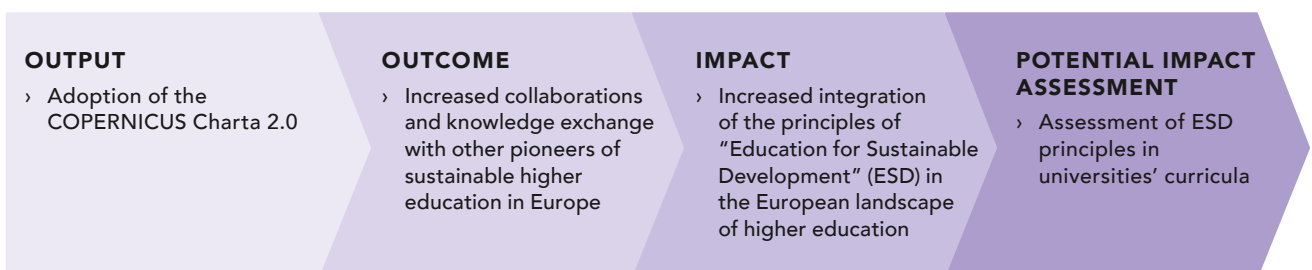 OUTPUT
› Adoption of the
COPERNICUS Charta 2.0
OUTCOME
› Increased collaborations
and knowledge exchange
with other pioneers of
sustainable higher
education in Europe
IMPACT
› Increased integration
of the principles of
“Education for Sustainable
Development” (ESD) in
the European landscape
of higher education
POTENTIAL IMPACT
ASSESSMENT
› Assessment of ESD
principles in
universities’ curricula